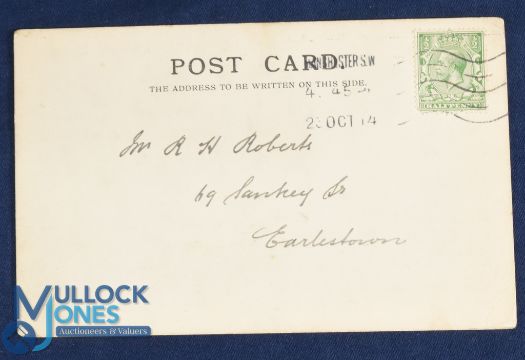 POST CARD.
MANCHESTER S.W
THE ADDRESS TO BE WRITTEN ON THIS SIDE.
4. 45
23 OCT 14
HALFPENNY
Mr R H Roberts
69 Sankey St
Earlestown
MULLOCK
JONES
Auctioneers & Valuers